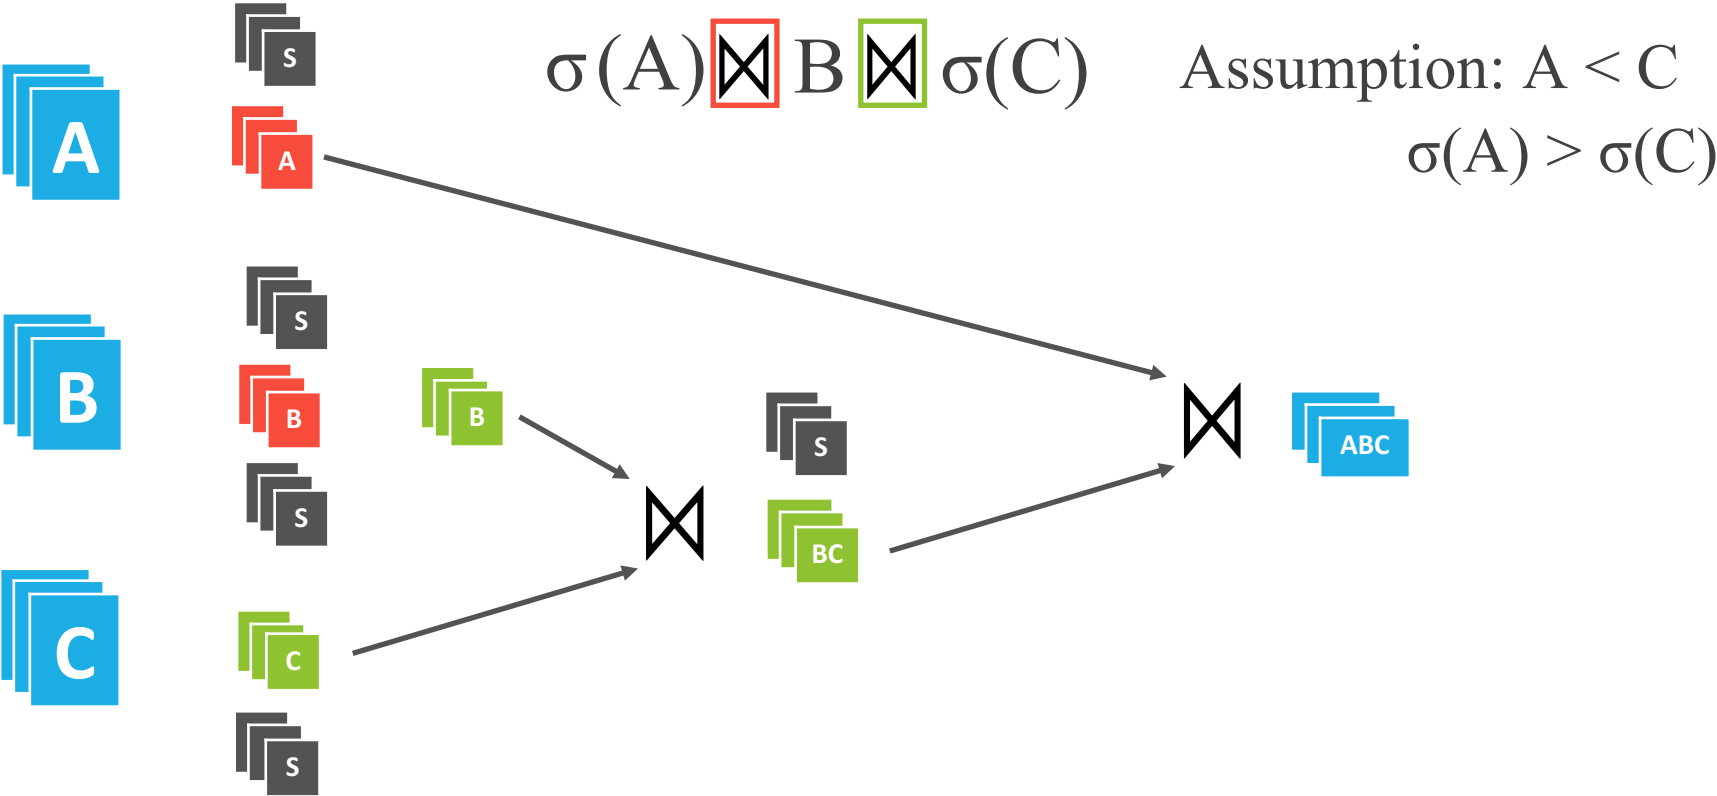 S
σ(A) ⋈ B ⋈ σ(C)
Assumption: A < C
σ(A) > σ(C)
A
A
S
B
B
B
S
S
BC
ABC
C
C
S